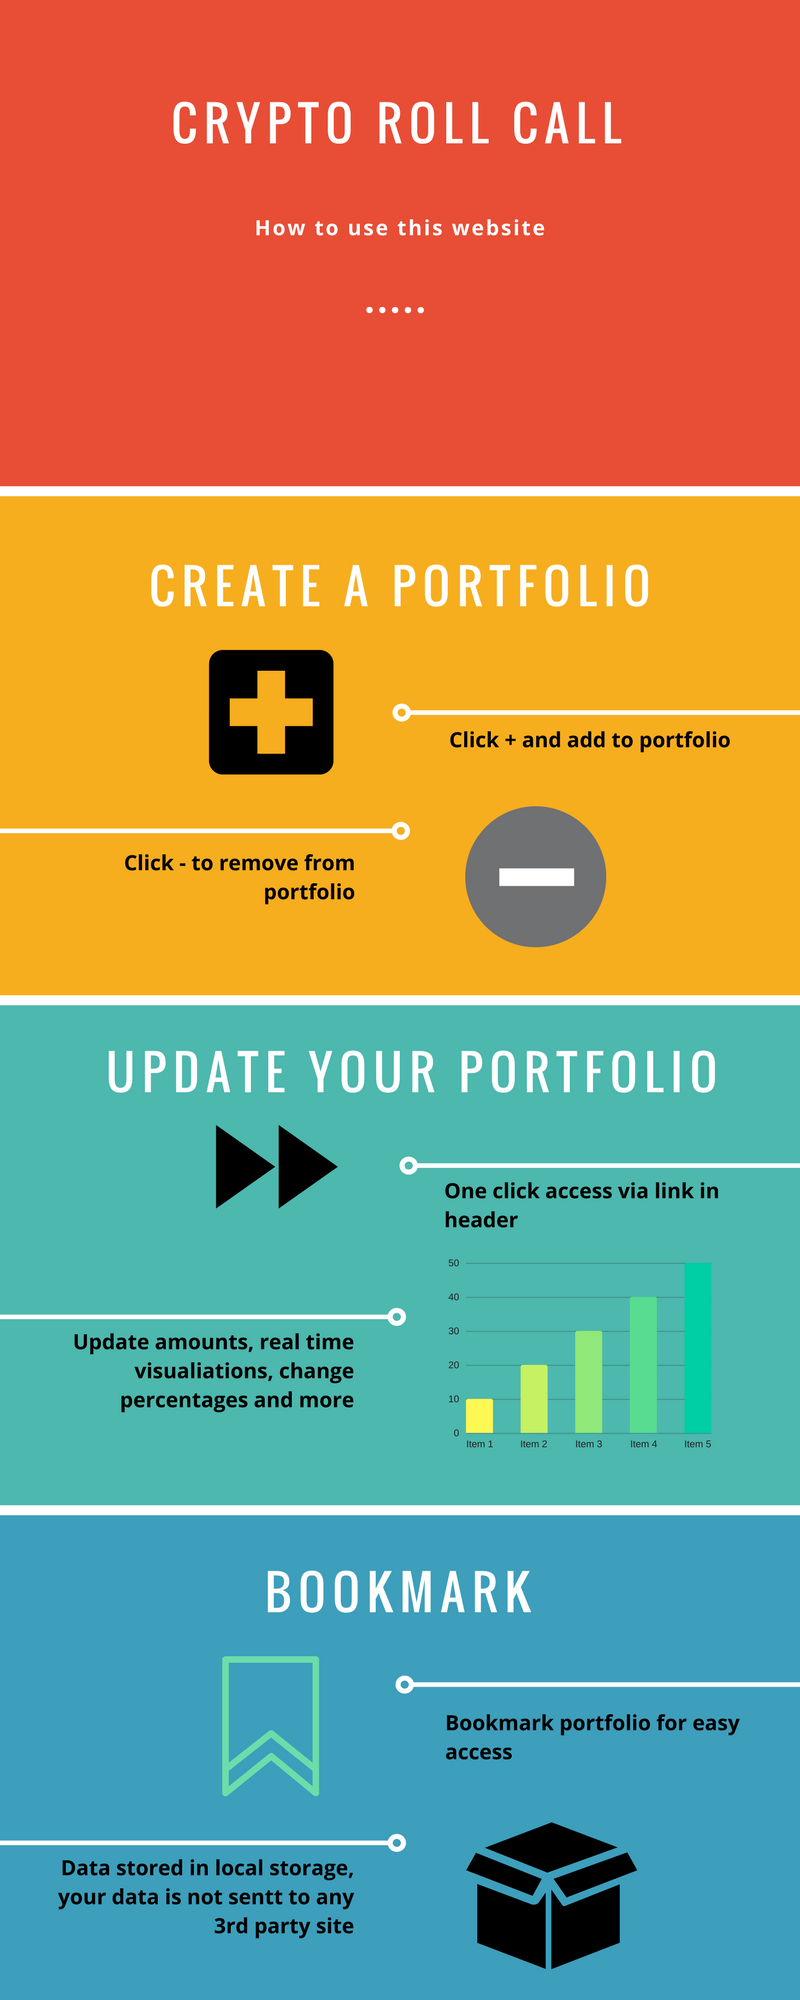 CRYPTO ROLL CALL
How to use this website
CREATE A PORTFOLIO
Click + and add to portfolio
Click - to remove from
portfolio
UPDATE YOUR PORTFOLIO
One click access via link in
header
Update amounts, real time
visualiations, change
percentages and more
50
40
30
20
10
0
Item 1 Item 2 Item 3 Item 4 Item 5
BOOKMARK
Bookmark portfolio for easy
access
Data stored in local storage,
your data is not sentt to any
3rd party site